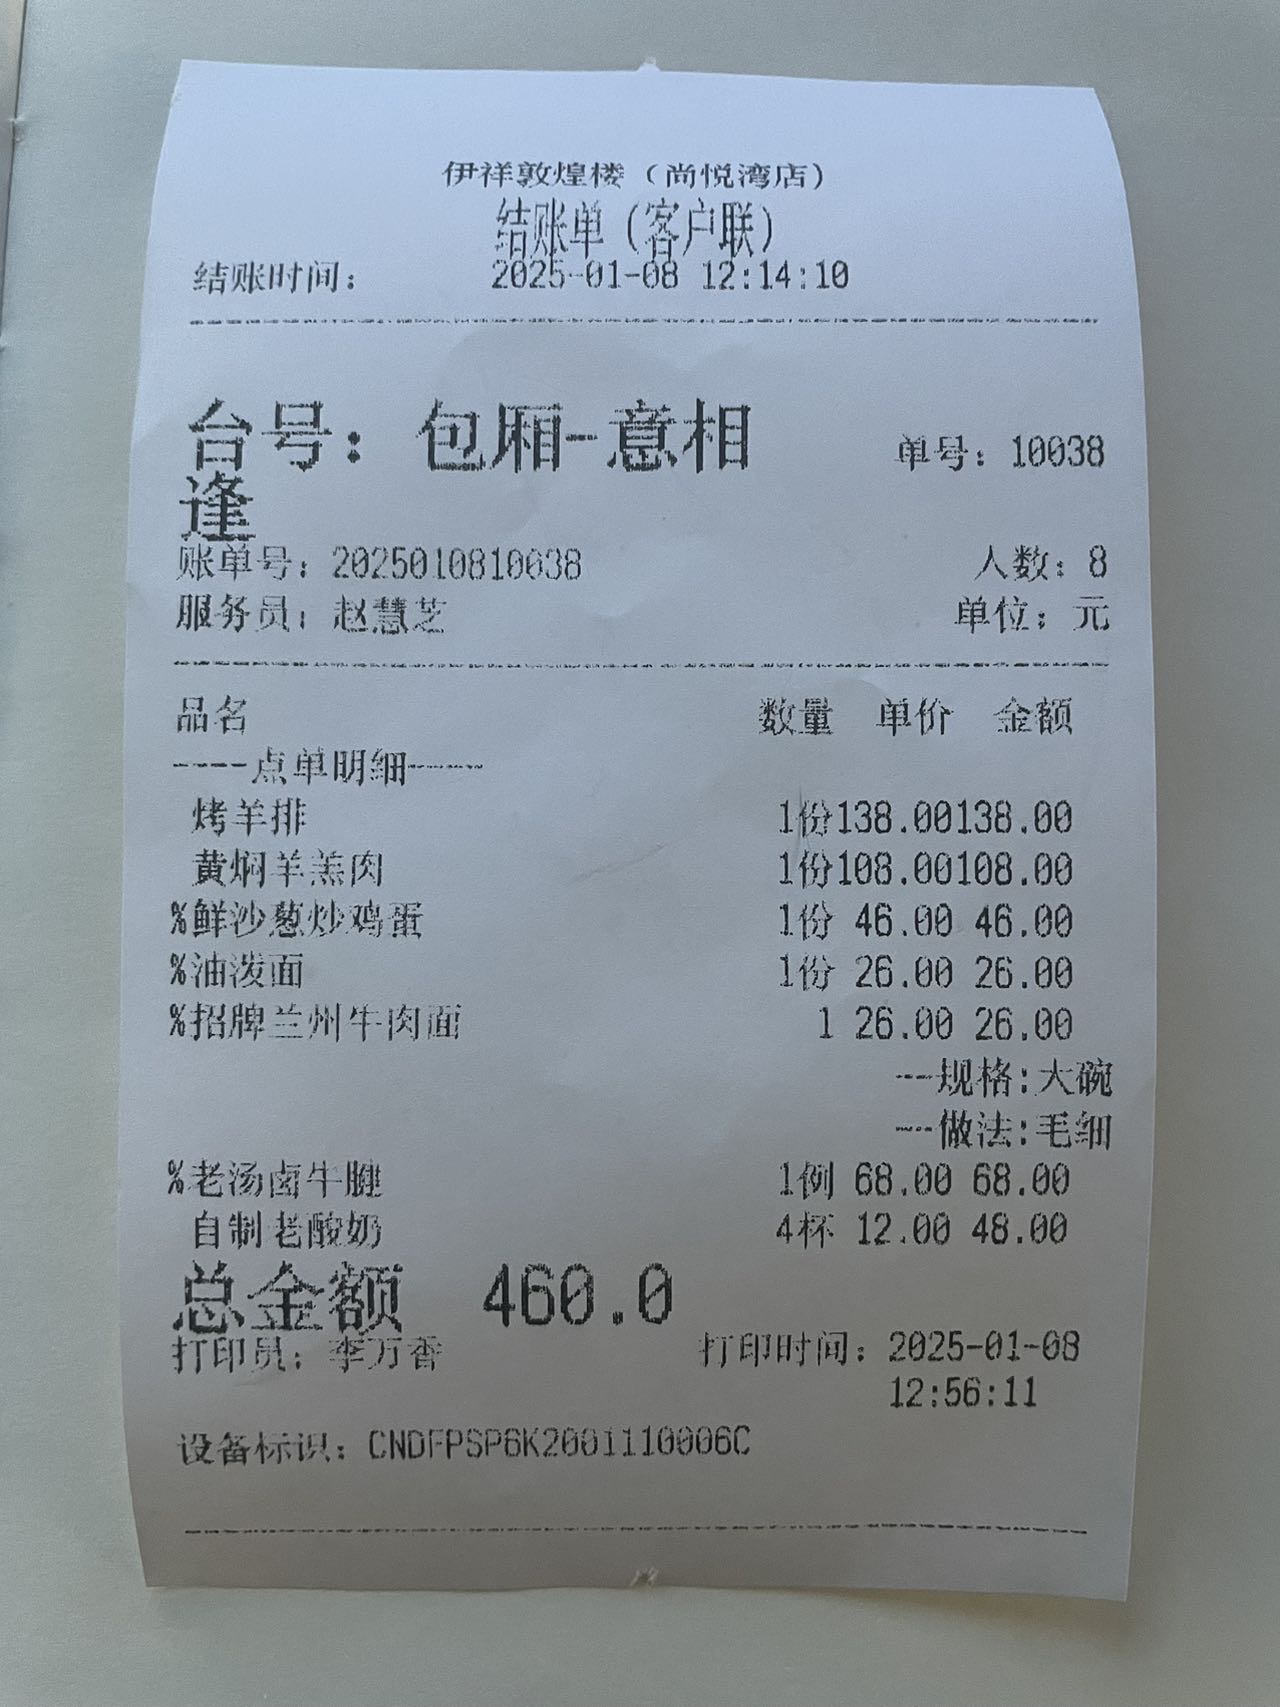 伊祥敦煌楼（尚悦湾店）
结账单（客户联）
结账时间： 2025-01-08 12:14:10
台号：包厢-意相 单号：10038
逢
账单号：2025010810038 人数：8
服务员：赵慧芝 单位：元
品名 数量 单价 金额
----点单明细----
烤羊排 1份138.00138.00
黄焖羊羔肉 1份108.00108.00
%鲜沙葱炒鸡蛋 1份 46.00 46.00
%油泼面 1份 26.00 26.00
%招牌兰州牛肉面 1 26.00 26.00
--规格:大碗
--做法:毛细
%老汤卤牛腱 1例 68.00 68.00
自制老酸奶 4杯 12.00 48.00
总金额 460.0
打印员：李万香 打印时间：2025-01-08
12:56:11
设备标识：CNDFPSP6K2001110006C